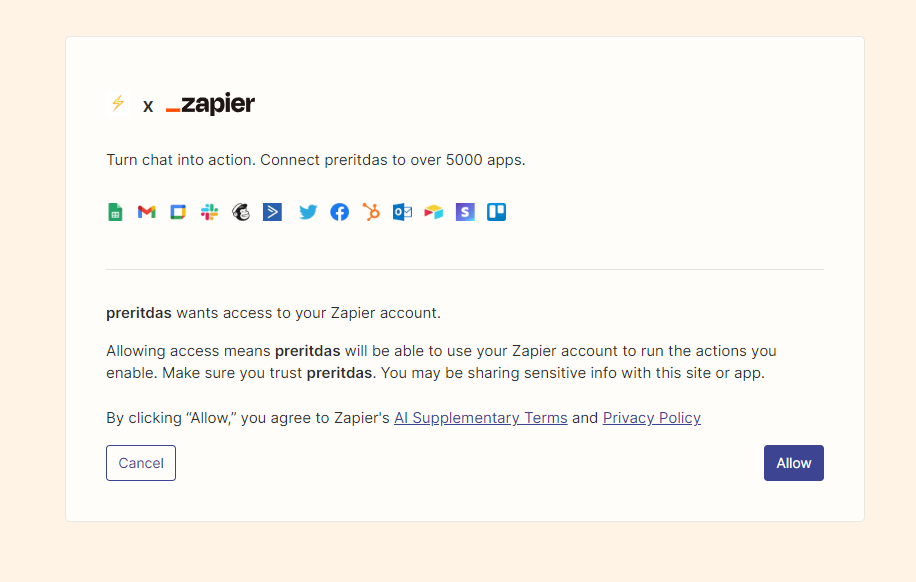 x _zapier
Turn chat into action. Connect preritdas to over 5000 apps.
preritdas wants access to your Zapier account.
Allowing access means preritdas will be able to use your Zapier account to run the actions you
enable. Make sure you trust preritdas. You may be sharing sensitive info with this site or app.
By clicking “Allow,” you agree to Zapier's AI Supplementary Terms and Privacy Policy
Cancel
Allow